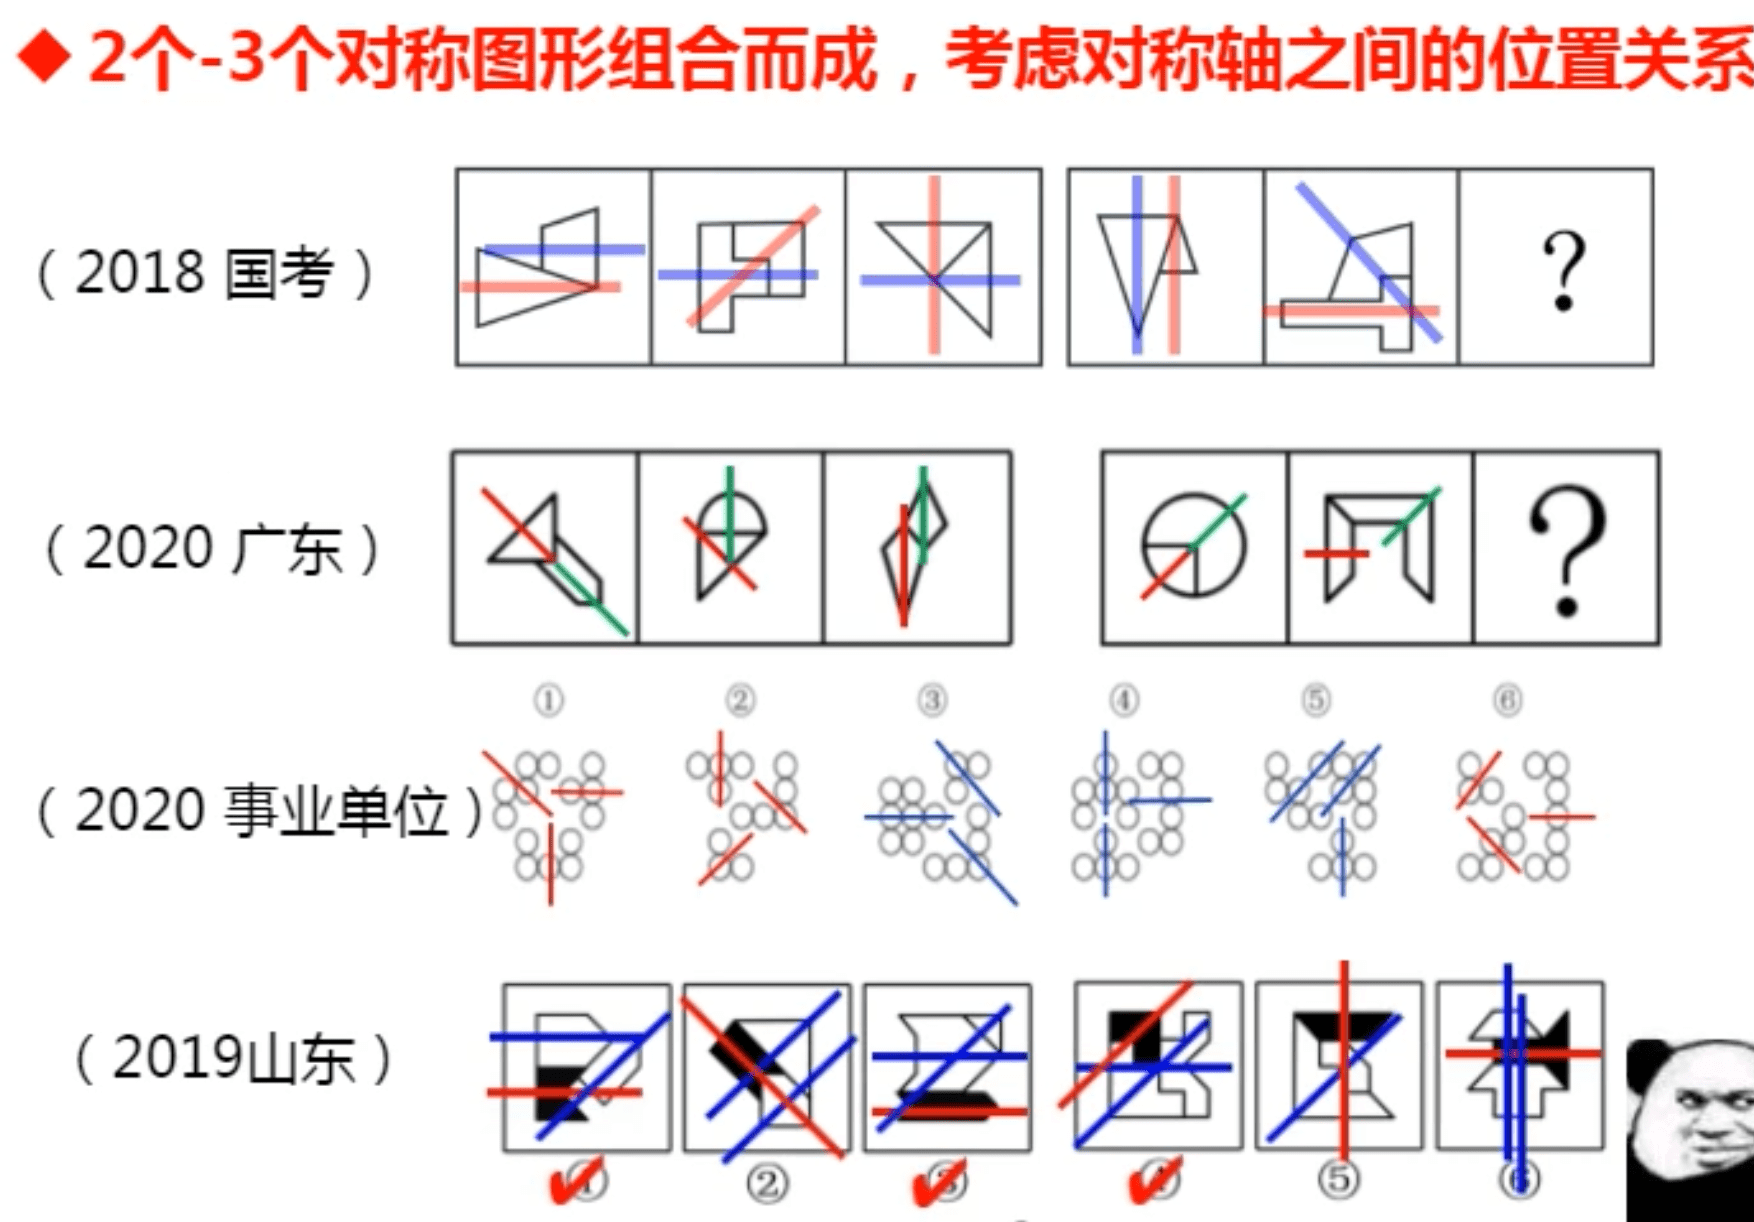 ◆ 2个-3个对称图形组合而成，考虑对称轴之间的位置关系
（2018 国考）
?
（2020 广东）
?
① ② ③ ④ ⑤ ⑥
（2020 事业单位）
（2019山东）
① ② ③ ④ ⑤ ⑥